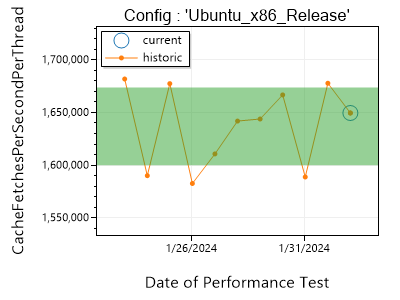 Config : 'Ubuntu_x86_Release'
CacheFetchesPerSecondPerThread
current
historic
1,700,000
1,650,000
1,600,000
1,550,000
1/26/2024
1/31/2024
Date of Performance Test